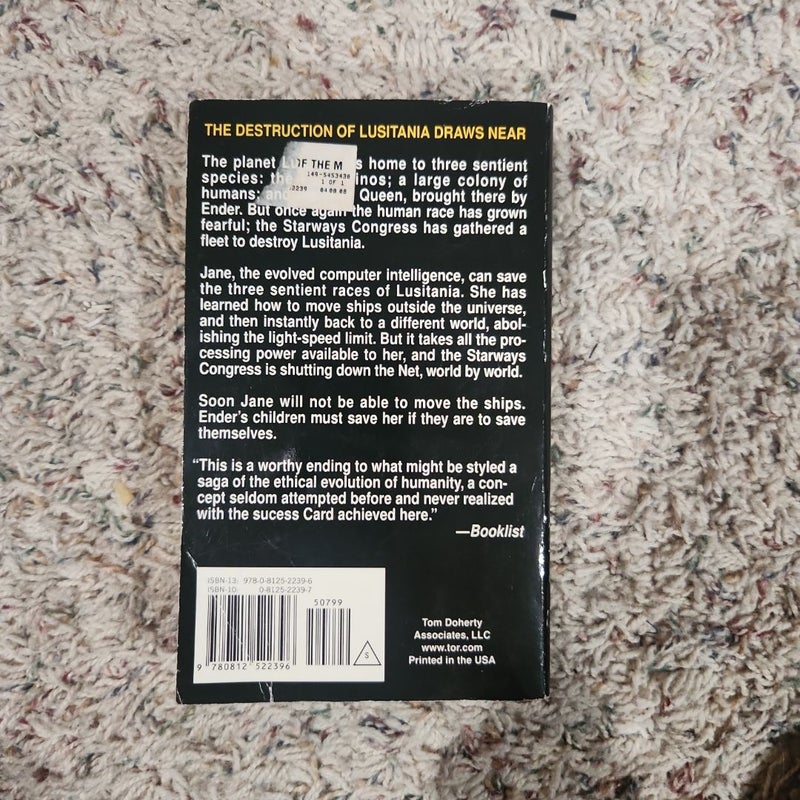 THE DESTRUCTION OF LUSITANIA DRAWS NEAR
The planet L s home to three sentient
OF THE M
149-5453438
species: the inos; a large colony of
1 OF 1
humans; and Queen, brought there by
2239 04 08 08
Ender. But once again the human race has grown
fearful; the Starways Congress has gathered a
fleet to destroy Lusitania.
Jane, the evolved computer intelligence, can save
the three sentient races of Lusitania. She has
learned how to move ships outside the universe,
and then instantly back to a different world, abol-
ishing the light-speed limit. But it takes all the pro-
cessing power available to her, and the Starways
Congress is shutting down the Net, world by world.
Soon Jane will not be able to move the ships.
Ender's children must save her if they are to save
themselves.
"This is a worthy ending to what might be styled a
saga of the ethical evolution of humanity, a con-
cept seldom attempted before and never realized
with the sucess Card achieved here."
—Booklist
ISBN-13: 978-0-8125-2239-6
ISBN-10: 0-8125-2239-7
50799
9 780812 522396
S
Tom Doherty
Associates, LLC
www.tor.com
Printed in the USA